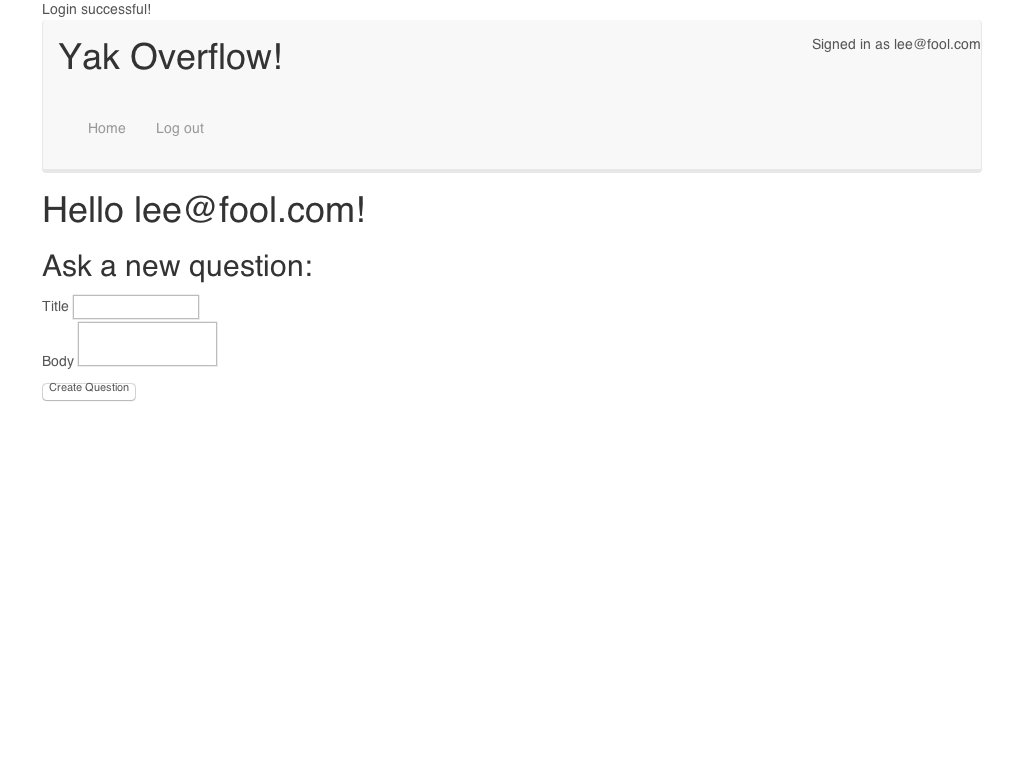 Login successful!
Yak Overflow!
Signed in as lee@fool.com
Home Log out
Hello lee@fool.com!
Ask a new question:
Title
Body
Create Question